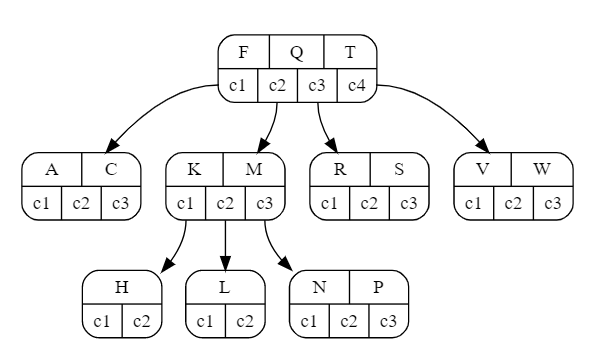 F Q T
c1 c2 c3 c4
A C K M R S V W
c1 c2 c3 c1 c2 c3 c1 c2 c3 c1 c2 c3
H L N P
c1 c2 c1 c2 c1 c2 c3